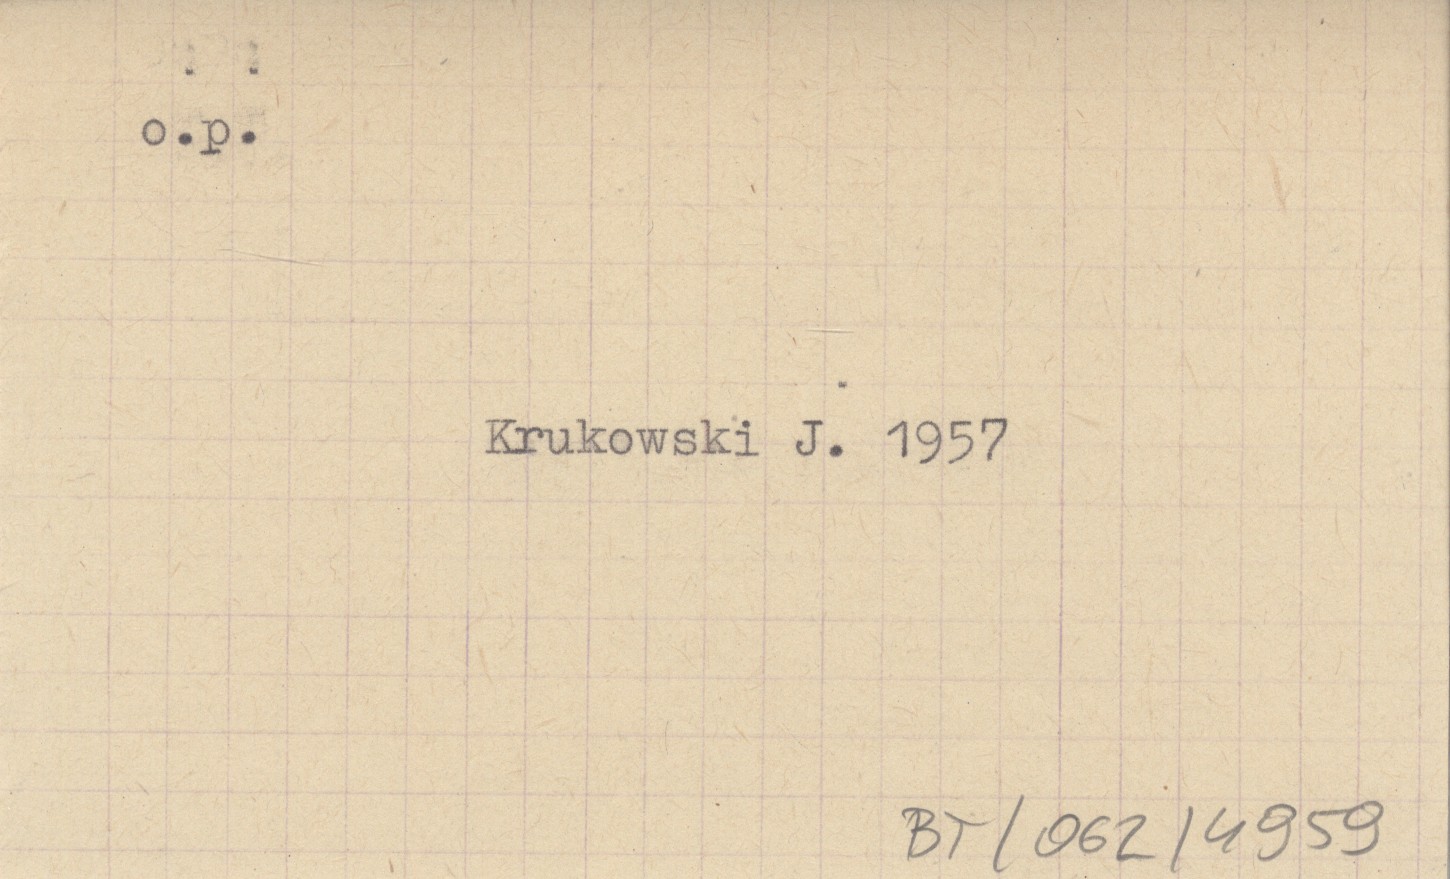 o.p.
Krukowski J. 1957
BT/062/4959